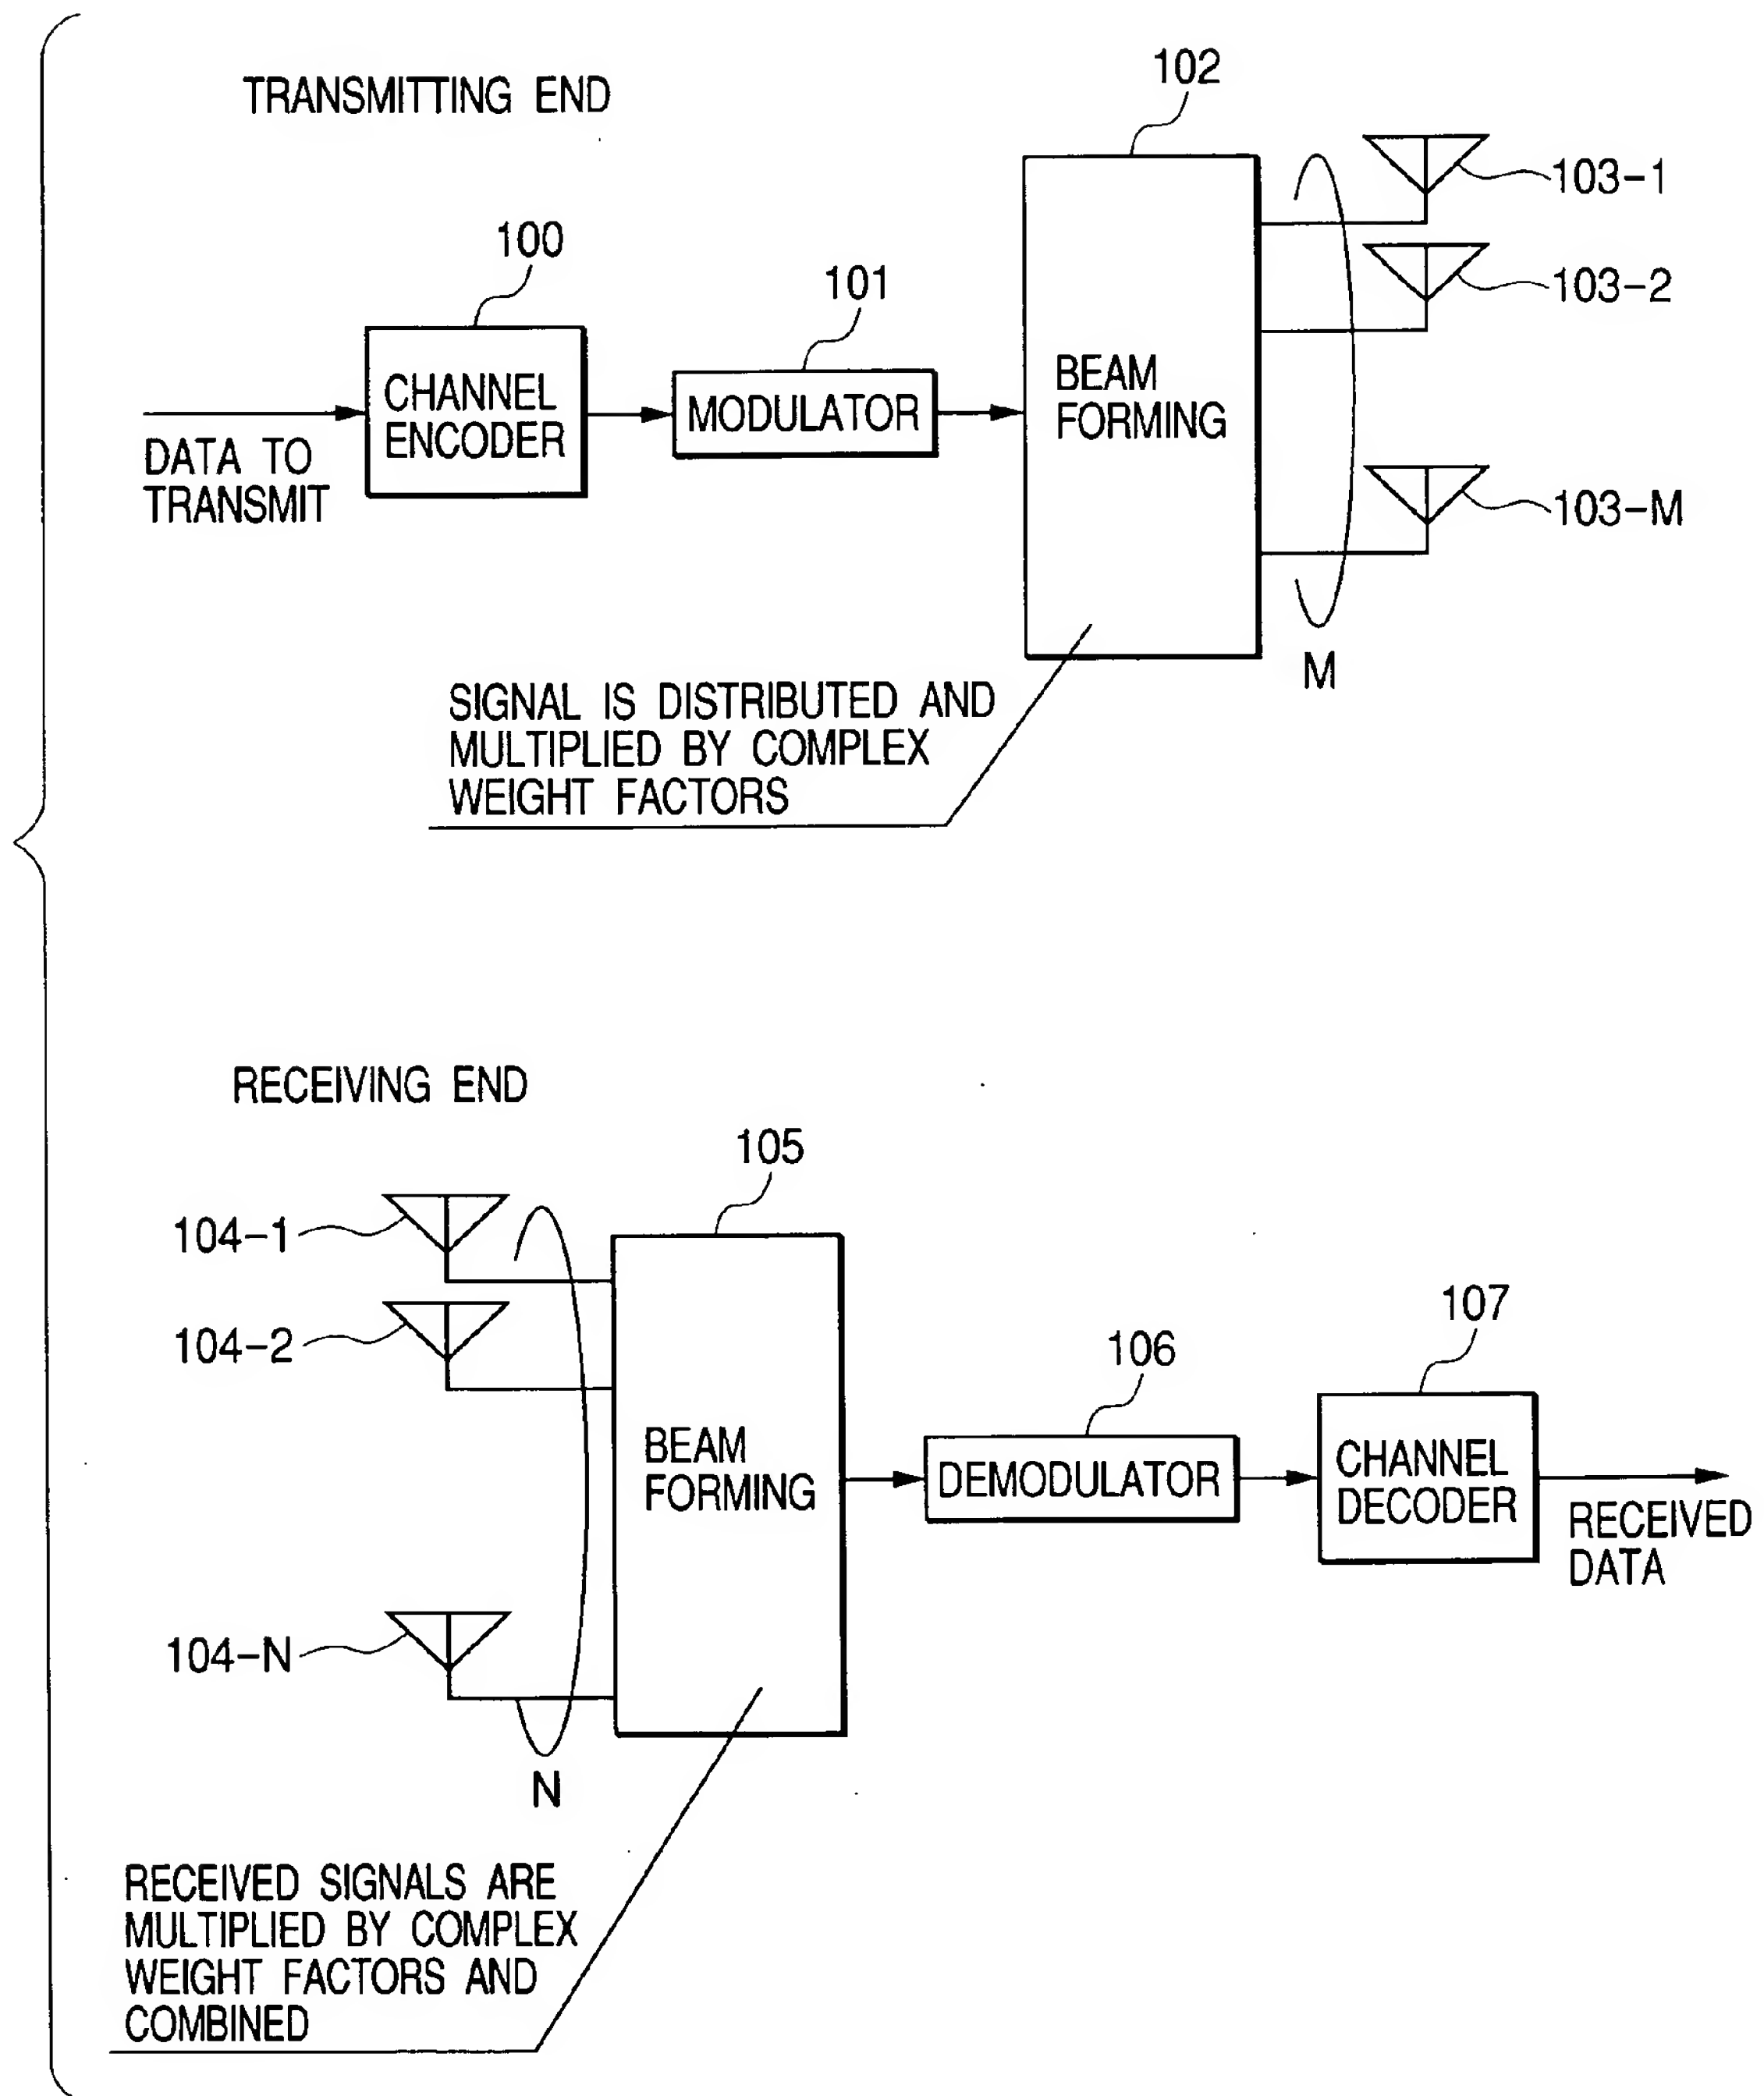 TRANSMITTING END
102
103-1
100
101
103-2
CHANNEL
ENCODER
MODULATOR
BEAM
FORMING
DATA TO
TRANSMIT
103-M
M
SIGNAL IS DISTRIBUTED AND
MULTIPLIED BY COMPLEX
WEIGHT FACTORS
RECEIVING END
105
104-1
104-2
106
107
BEAM
FORMING
DEMODULATOR
CHANNEL
DECODER
RECEIVED
DATA
104-N
N
RECEIVED SIGNALS ARE
MULTIPLIED BY COMPLEX
WEIGHT FACTORS AND
COMBINED